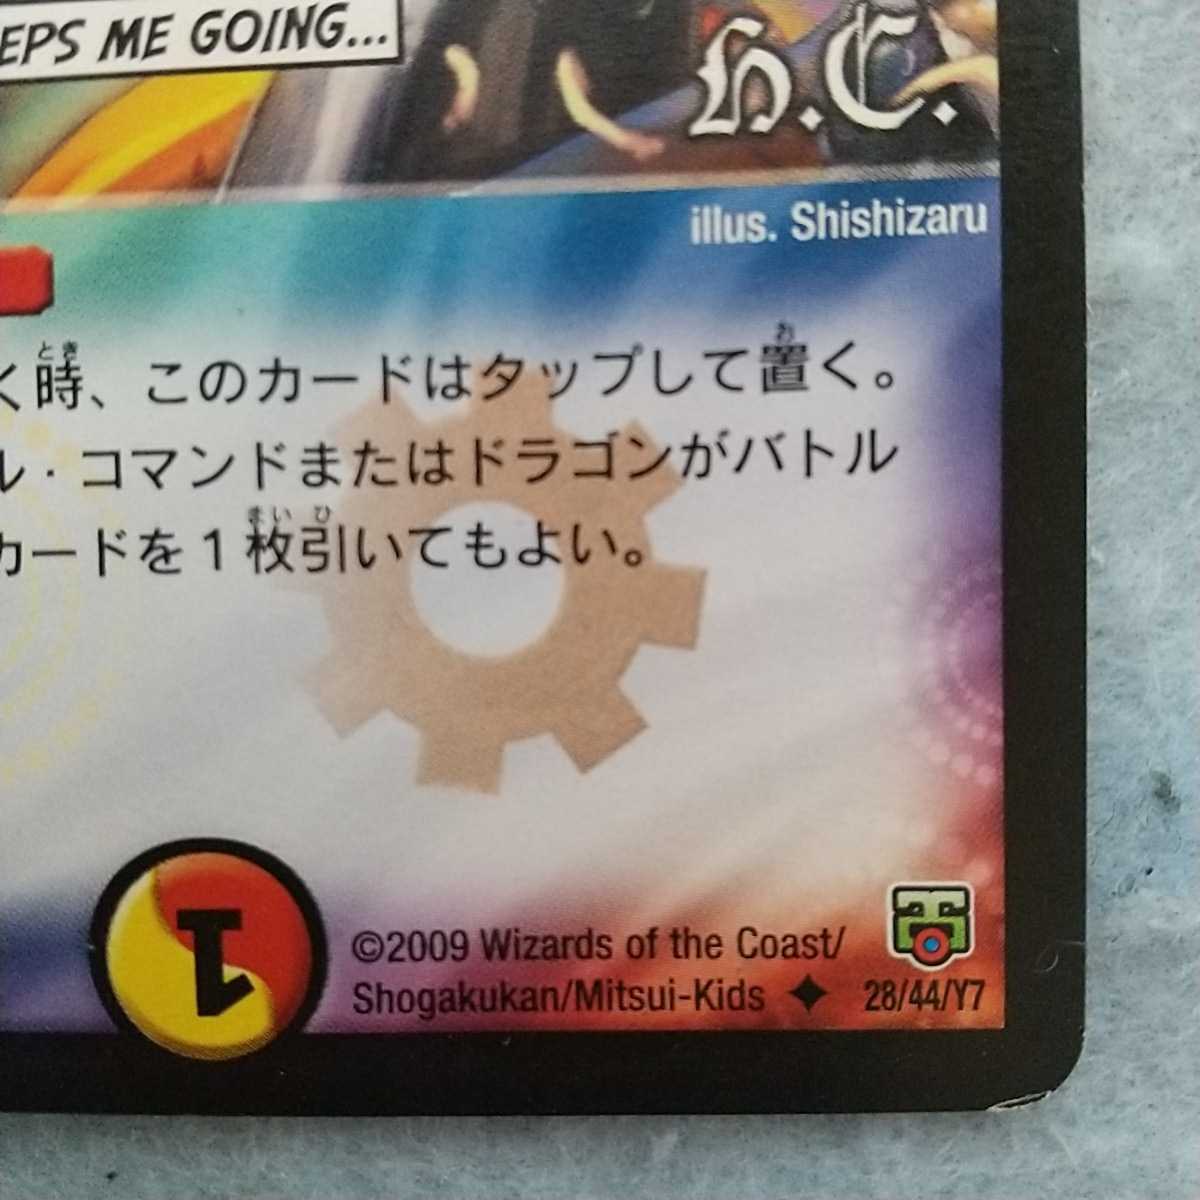 EPS ME GOING...
H.C.
illus. Shishizaru
く時、このカードはタップして置く。
ル・コマンドまたはドラゴンがバトル
カードを1枚引いてもよい。
1
©2009 Wizards of the Coast/
Shogakukan/Mitsui-Kids
28/44/Y7